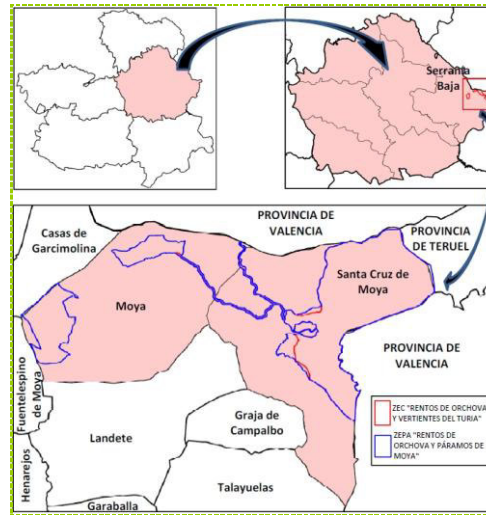 Serranía
Baja
Casas de
Garcimolina
PROVINCIA DE
VALENCIA
PROVINCIA
DE TERUEL
Moya
Santa Cruz de
Moya
PROVINCIA DE
VALENCIA
Fuentelespino
de Moya
Graja de
Campalbo
Landete
Henarejos
Talayuelas
Garaballa
ZEC "RENTOS DE ORCHOVA
Y VERTIENTES DEL TURIA"
ZEPA "RENTOS DE
ORCHOVA Y PÁRAMOS DE
MOYA"